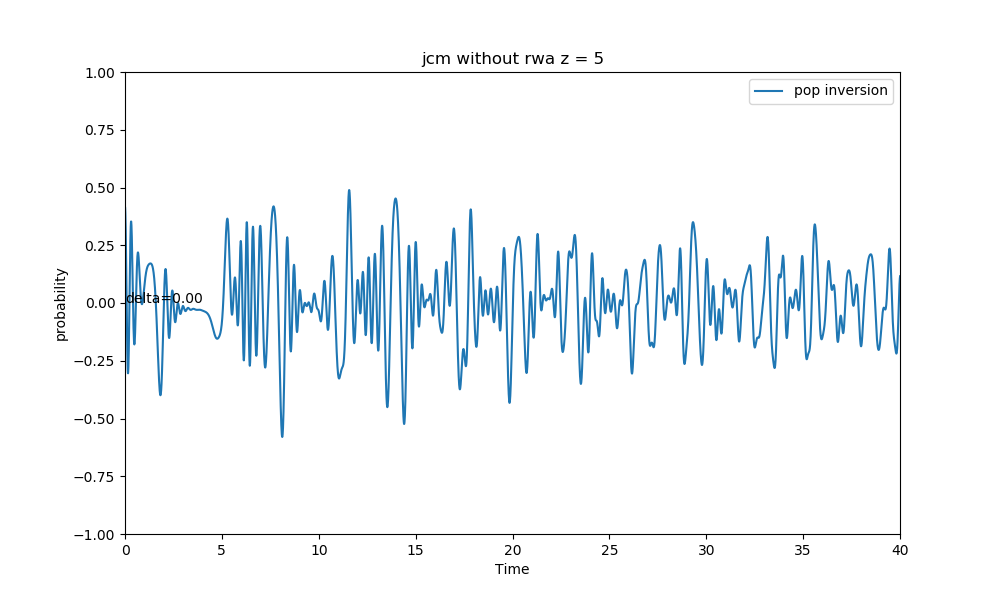 jcm without rwa z = 5
pop inversion
1.00
0.75
0.50
0.25
0.00
−0.25
−0.50
−0.75
−1.00
probability
delta=0.00
0 5 10 15 20 25 30 35 40
Time